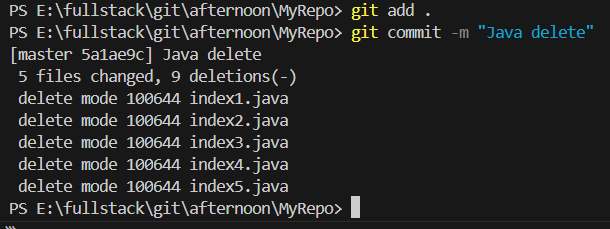 PS E:\fullstack\git\afternoon\MyRepo> git add .
PS E:\fullstack\git\afternoon\MyRepo> git commit -m "Java delete"
[master 5a1ae9c] Java delete
 5 files changed, 9 deletions(-)
 delete mode 100644 index1.java
 delete mode 100644 index2.java
 delete mode 100644 index3.java
 delete mode 100644 index4.java
 delete mode 100644 index5.java
PS E:\fullstack\git\afternoon\MyRepo>